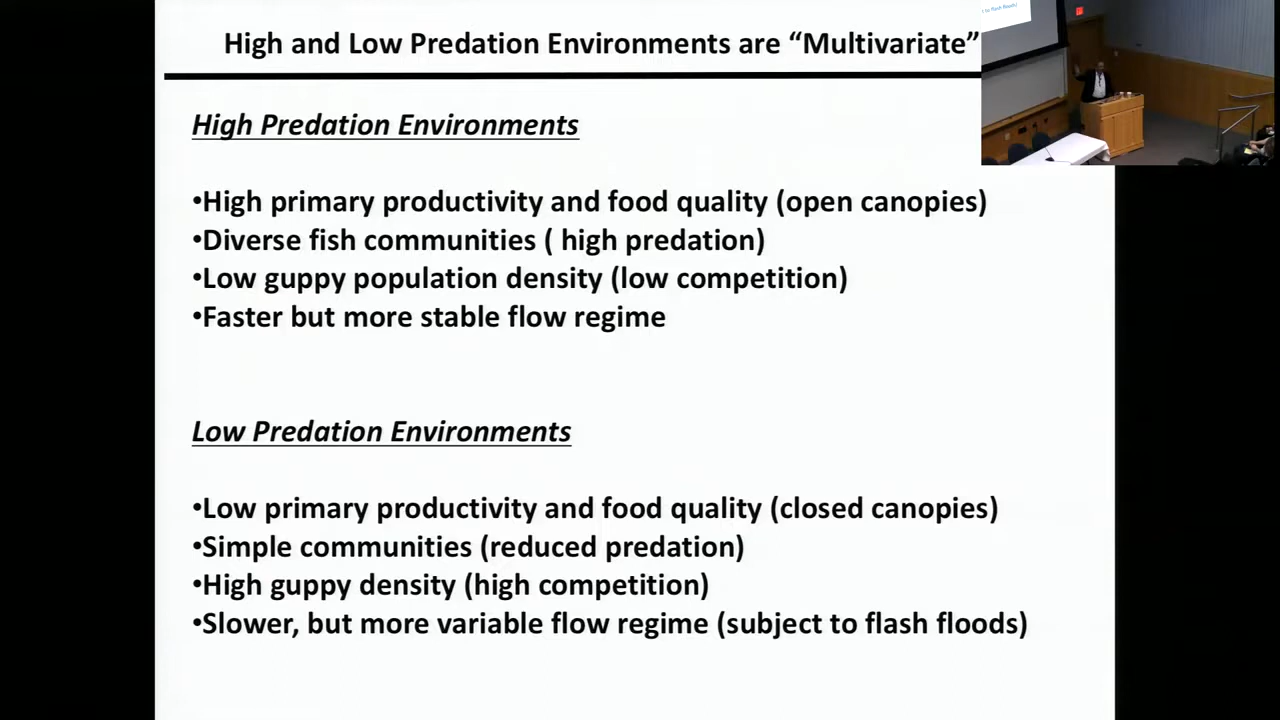 High and Low Predation Environments are “Multivariate”
to flash floods)
High Predation Environments
•High primary productivity and food quality (open canopies)
•Diverse fish communities ( high predation)
•Low guppy population density (low competition)
•Faster but more stable flow regime
Low Predation Environments
•Low primary productivity and food quality (closed canopies)
•Simple communities (reduced predation)
•High guppy density (high competition)
•Slower, but more variable flow regime (subject to flash floods)